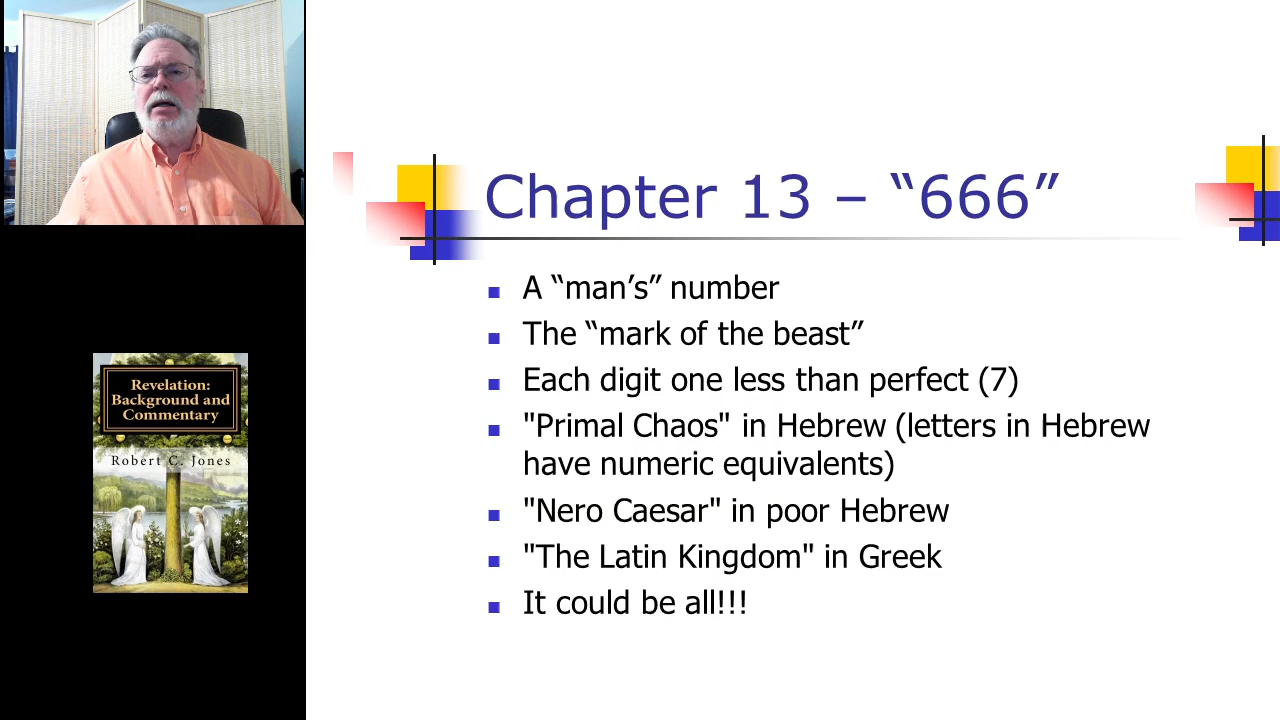 Chapter 13 – “666”
A “man’s” number
The “mark of the beast”
Each digit one less than perfect (7)
"Primal Chaos" in Hebrew (letters in Hebrew
have numeric equivalents)
"Nero Caesar" in poor Hebrew
"The Latin Kingdom" in Greek
It could be all!!!
Revelation:
Background and
Commentary
Robert C. Jones